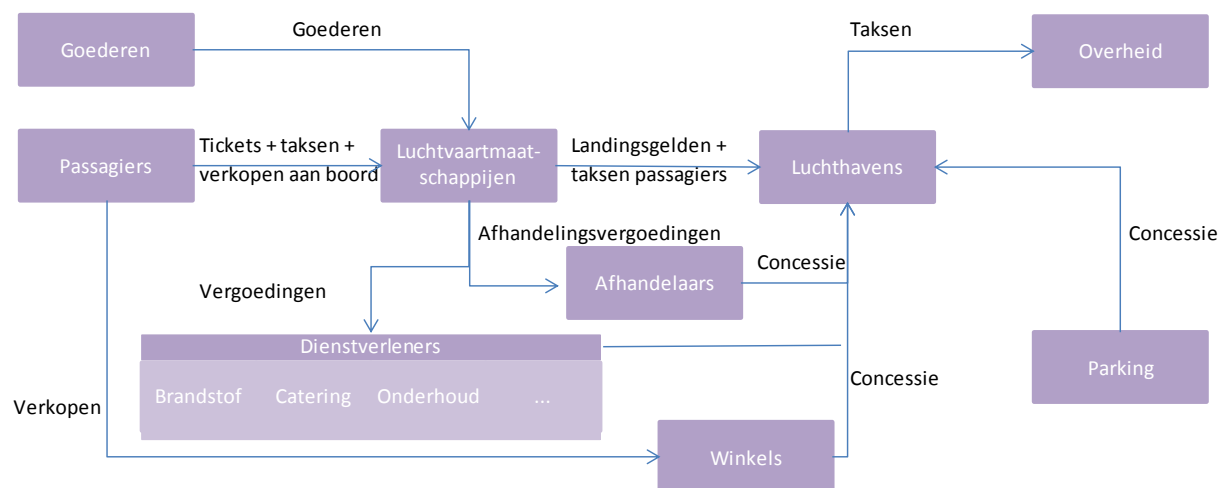 Goederen
Goederen
Taksen
Overheid
Passagiers
Tickets + taksen +
verkopen aan boord
Luchtvaartmaat-
schappijen
Landingsgelden +
taksen passagiers
Luchthavens
Afhandelingsvergoedingen
Concessie
Afhandelaars
Concessie
Vergoedingen
Dienstverleners
Brandstof Catering Onderhoud ...
Concessie
Parking
Verkopen
Winkels